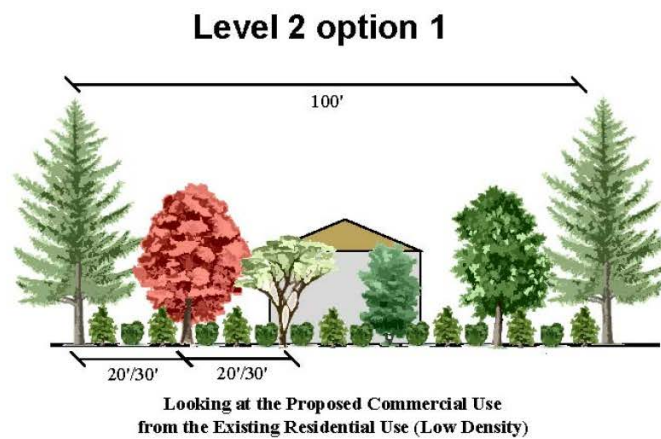 Level 2 option 1
100'
20'/30' 20'/30'
Looking at the Proposed Commercial Use
from the Existing Residential Use (Low Density)